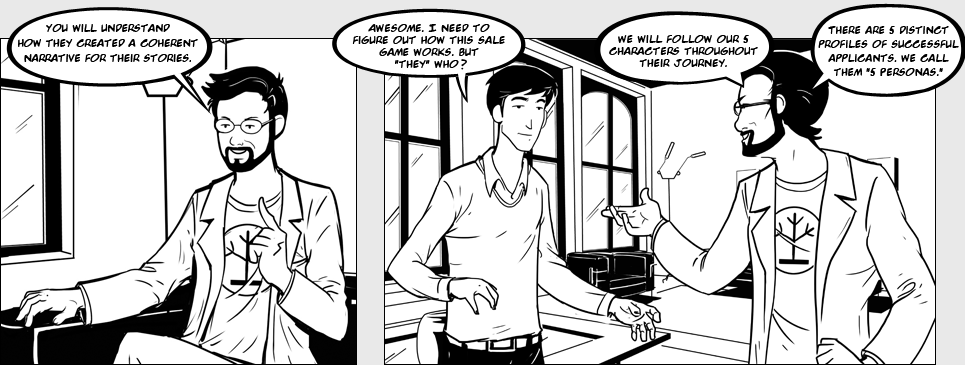 YOU WILL UNDERSTAND
HOW THEY CREATED A COHERENT
NARRATIVE FOR THEIR STORIES.
AWESOME. I NEED TO
FIGURE OUT HOW THIS SALE
GAME WORKS. BUT
"THEY" WHO?
WE WILL FOLLOW OUR 5
CHARACTERS THROUGHOUT
THEIR JOURNEY.
THERE ARE 5 DISTINCT
PROFILES OF SUCCESSFUL
APPLICANTS. WE CALL
THEM "5 PERSONAS."